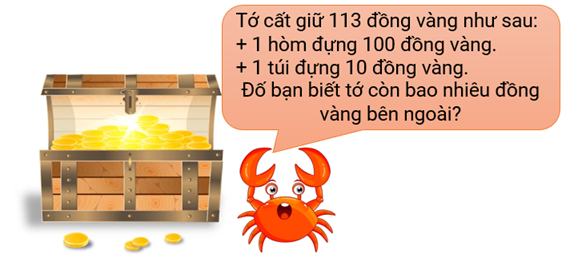 Tớ cất giữ 113 đồng vàng như sau:
+ 1 hòm đựng 100 đồng vàng.
+ 1 túi đựng 10 đồng vàng.
Đố bạn biết tớ còn bao nhiêu đồng
vàng bên ngoài?